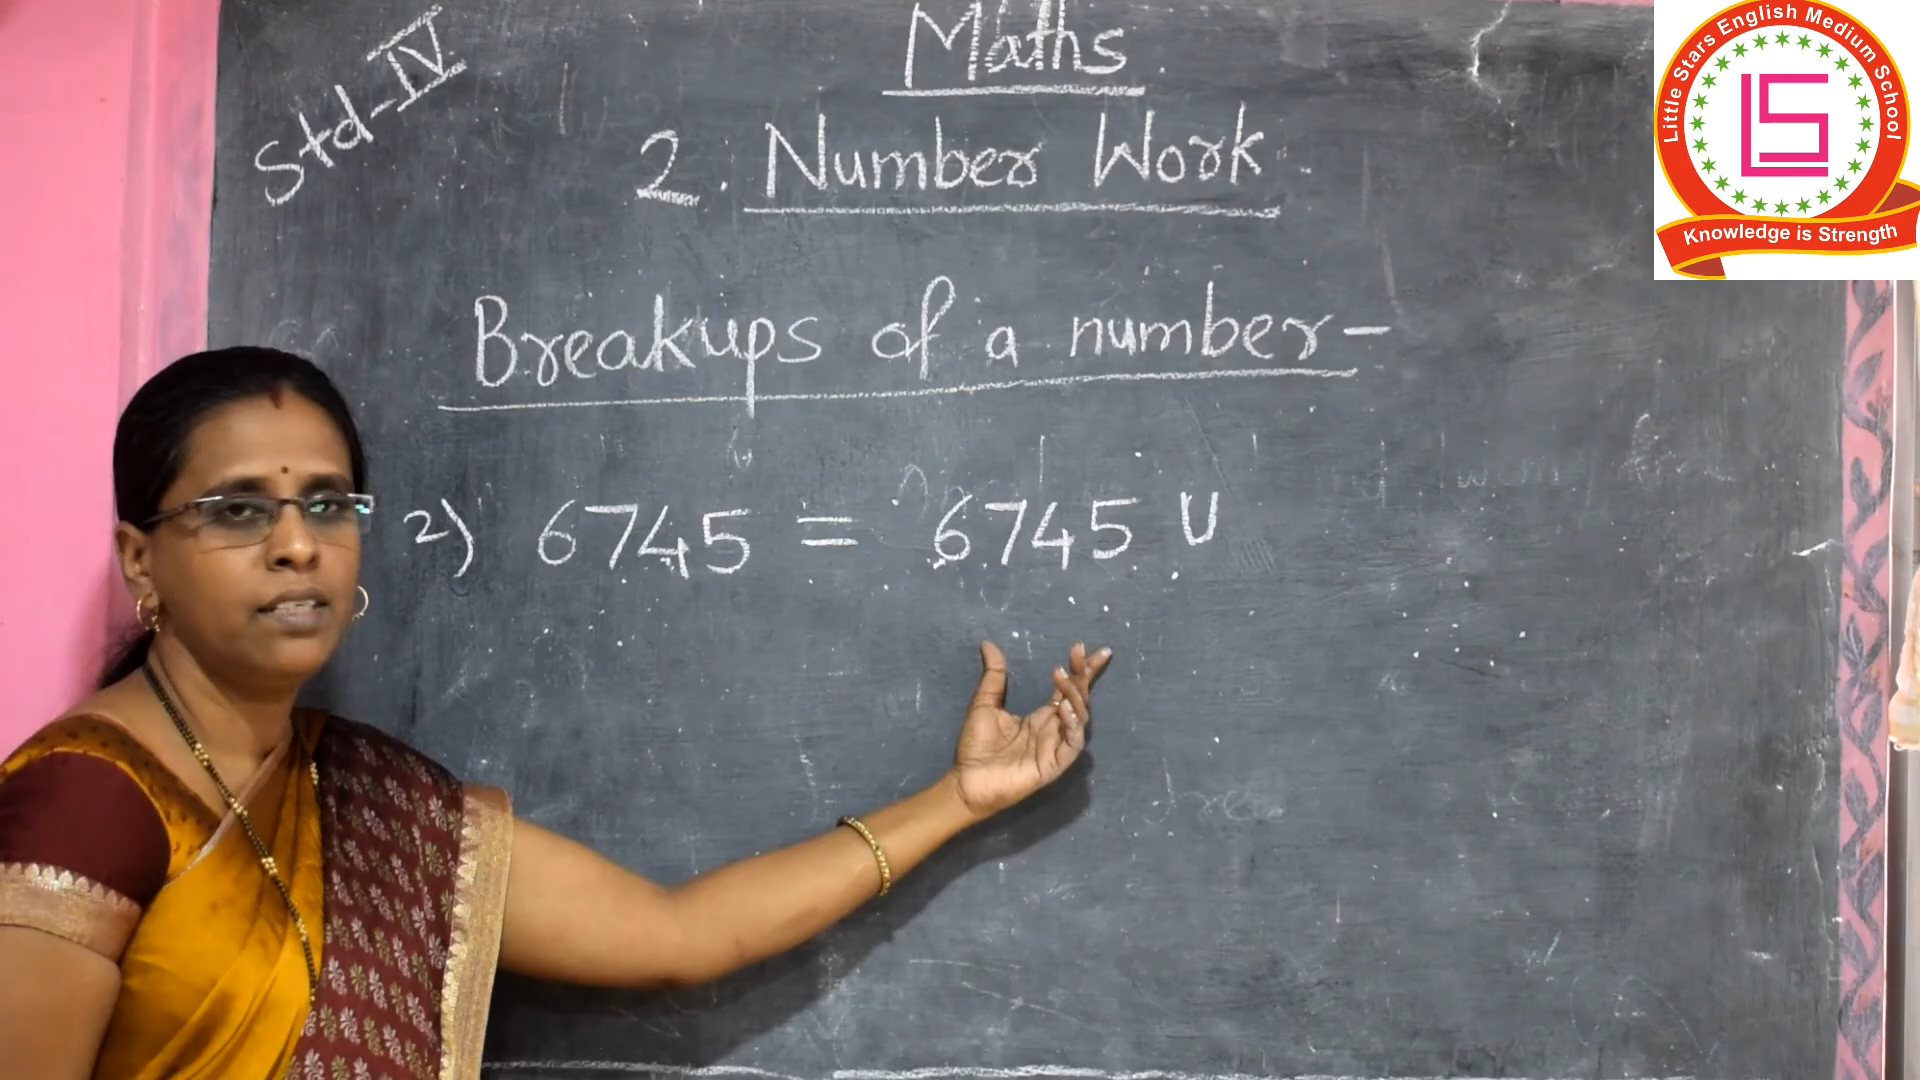 Maths
Std-IV
2. Number Work
Breakups of a number-
2) 6745 = 6745 U
Little Stars English Medium School
LS
Knowledge is Strength